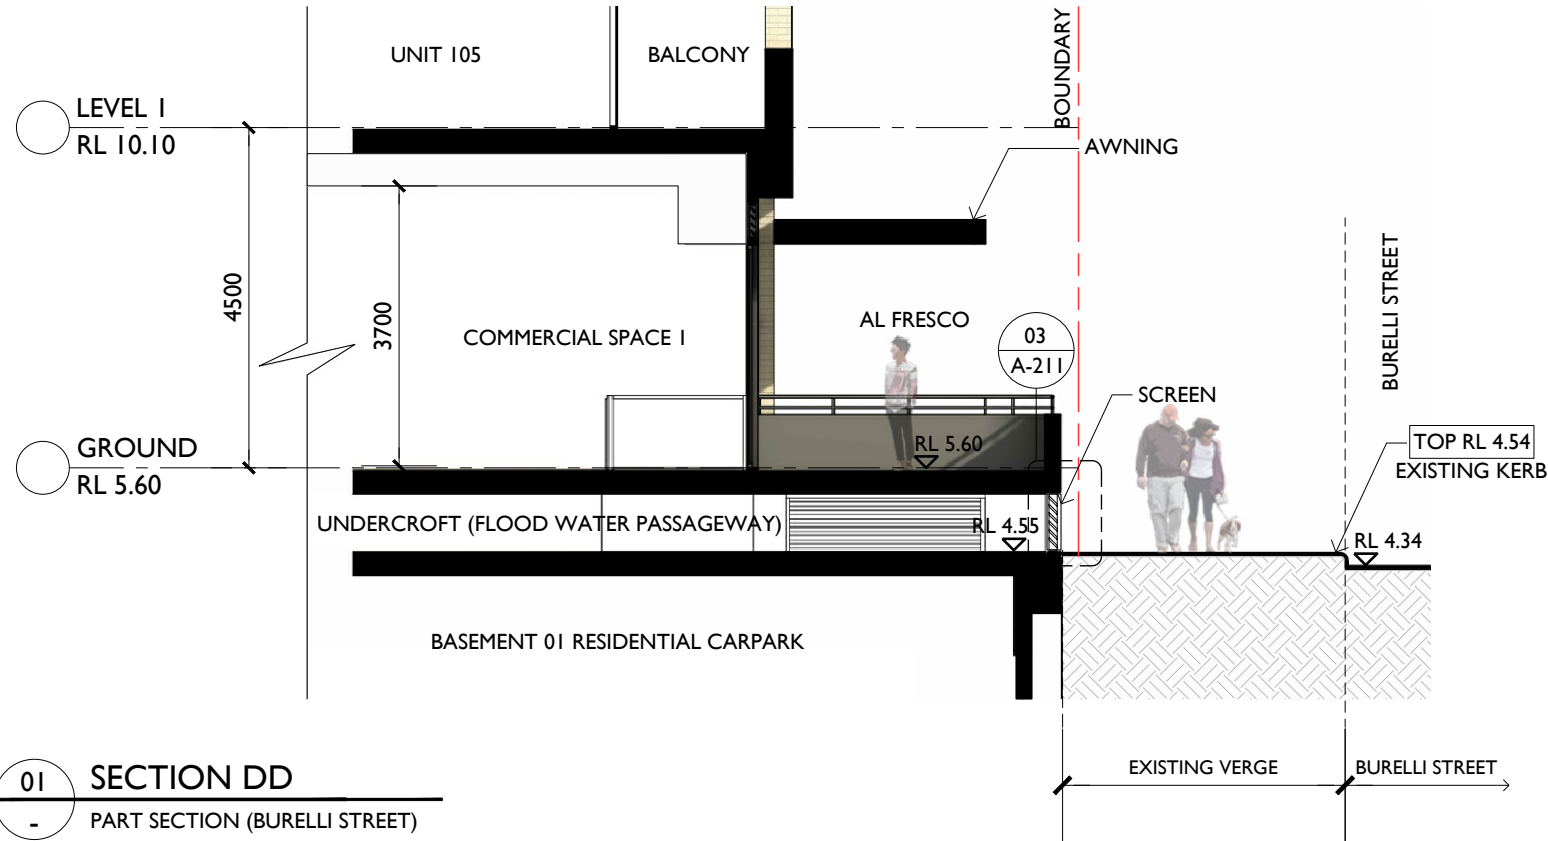 UNIT 105
BALCONY
BOUNDARY
LEVEL 1
RL 10.10
AWNING
4500
3700
COMMERCIAL SPACE 1
AL FRESCO
03
A-211
BURELLI STREET
SCREEN
GROUND
RL 5.60
RL 5.60
TOP RL 4.54
EXISTING KERB
UNDERCROFT (FLOOD WATER PASSAGEWAY)
RL 4.55
RL 4.34
BASEMENT 01 RESIDENTIAL CARPARK
EXISTING VERGE
BURELLI STREET
01
SECTION DD
-
PART SECTION (BURELLI STREET)